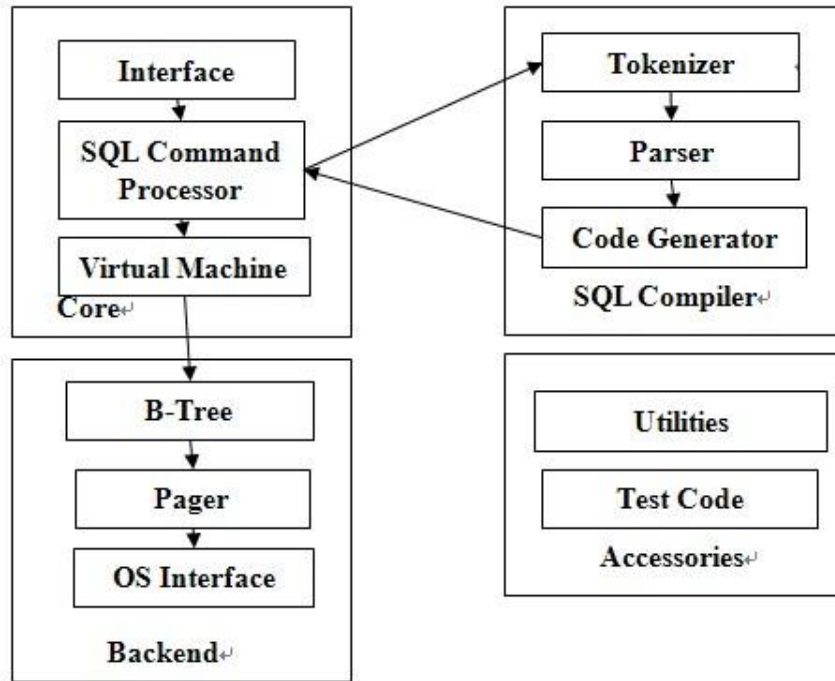 Interface
SQL Command
Processor
Virtual Machine
Core↵
Tokenizer
Parser
Code Generator
SQL Compiler↵
B-Tree
Pager
OS Interface
Backend↵
Utilities
Test Code
Accessories↵